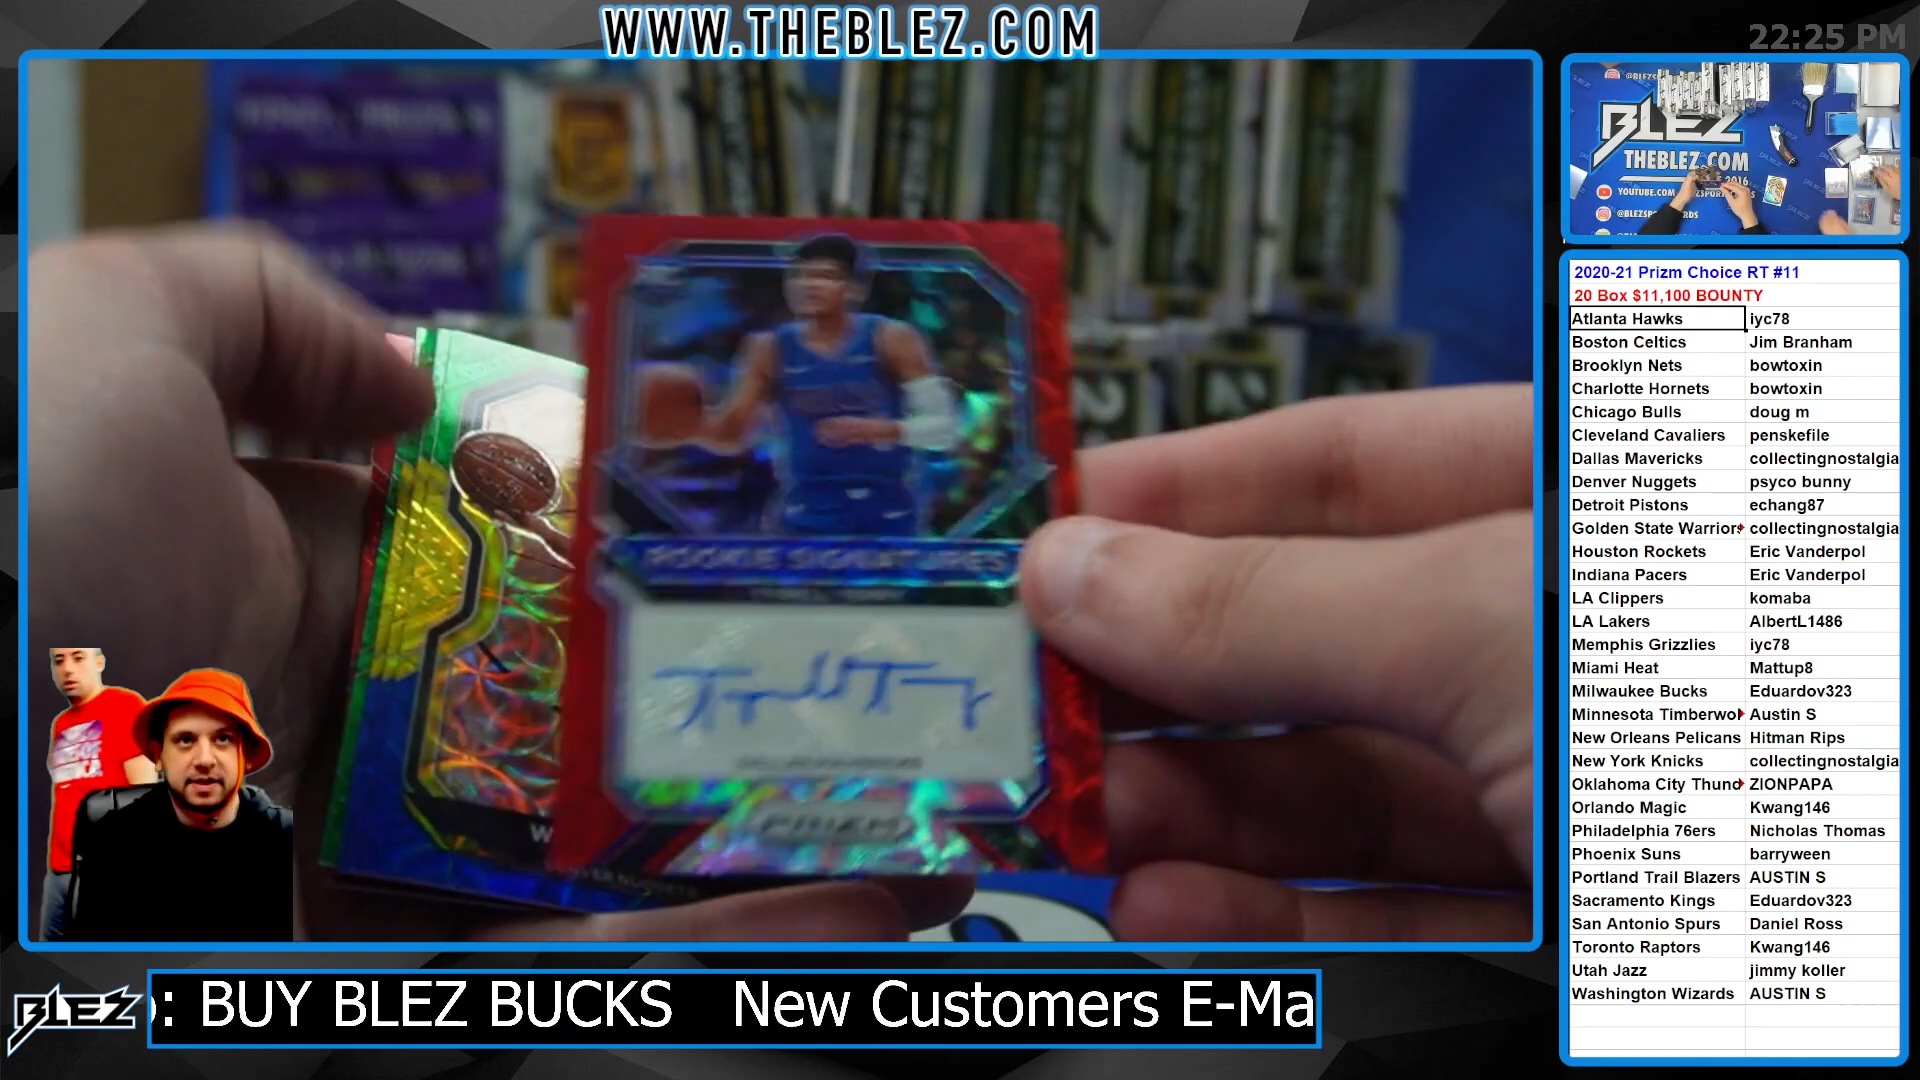 WWW.THEBLEZ.COM
22:25 PM
BLEZ
THEBLEZ.COM
2016
YOUTUBE.COM
2020-21 Prizm Choice RT #11
20 Box $11,100 BOUNTY
Atlanta Hawks iyc78
Boston Celtics Jim Branham
Brooklyn Nets bowtoxin
Charlotte Hornets bowtoxin
Chicago Bulls doug m
Cleveland Cavaliers penskefile
Dallas Mavericks collectingnostalgia
Denver Nuggets psyco bunny
Detroit Pistons echang87
Golden State Warriors collectingnostalgia
Houston Rockets Eric Vanderpol
Indiana Pacers Eric Vanderpol
LA Clippers komaba
LA Lakers AlbertL1486
Memphis Grizzlies iyc78
Miami Heat Mattup8
Milwaukee Bucks Eduardov323
Minnesota Timberwol Austin S
New Orleans Pelicans Hitman Rips
New York Knicks collectingnostalgia
Oklahoma City Thund ZIONPAPA
Orlando Magic Kwang146
Philadelphia 76ers Nicholas Thomas
Phoenix Suns barryween
Portland Trail Blazers AUSTIN S
Sacramento Kings Eduardov323
San Antonio Spurs Daniel Ross
Toronto Raptors Kwang146
Utah Jazz jimmy koller
Washington Wizards AUSTIN S
ROOKIE SIGNATURES
PRIZM
BLEZ
: BUY BLEZ BUCKS New Customers E-Ma